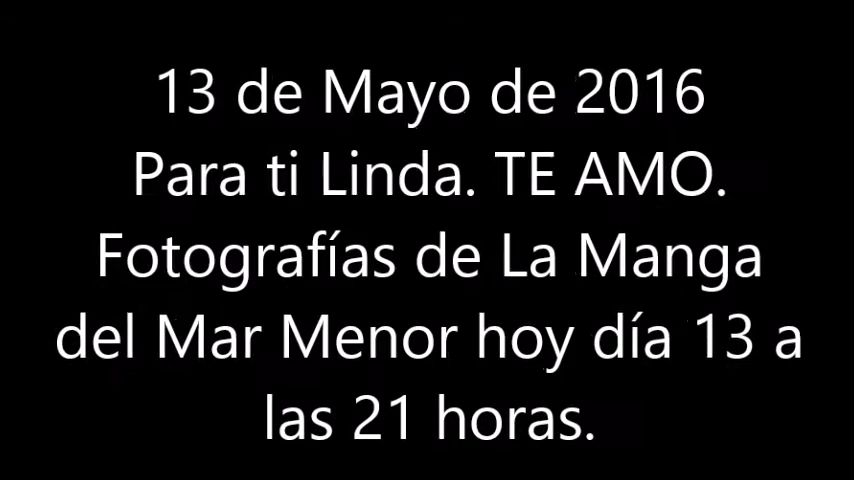 13 de Mayo de 2016
Para ti Linda. TE AMO.
Fotografías de La Manga
del Mar Menor hoy día 13 a
las 21 horas.